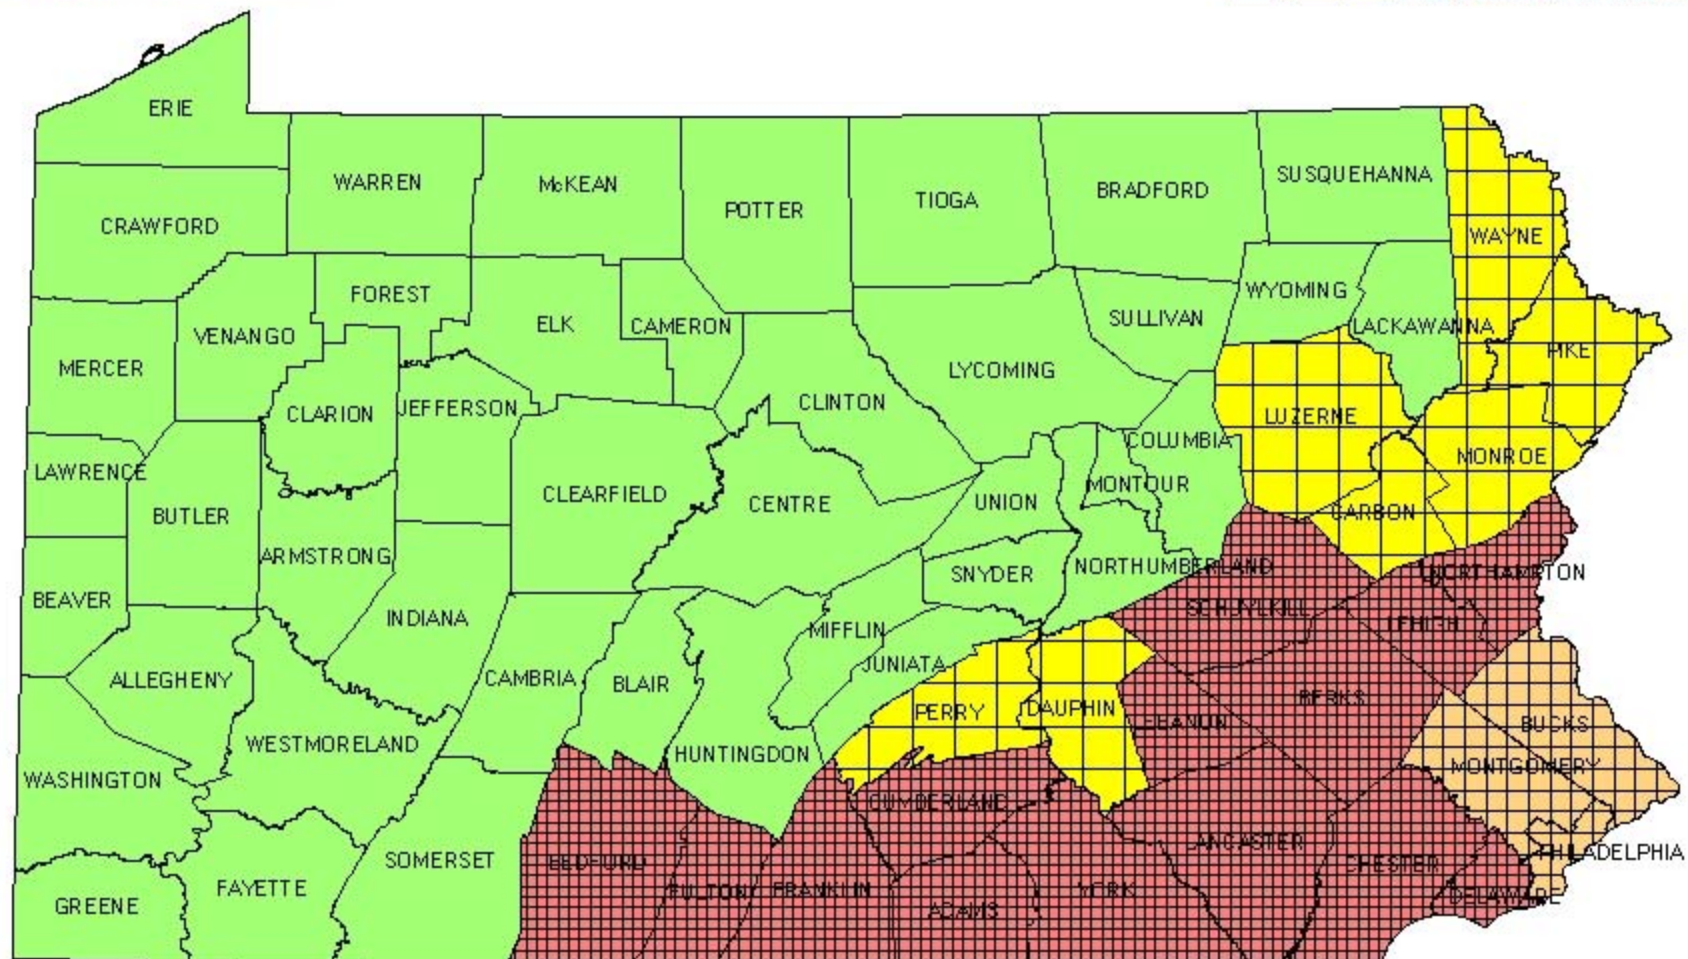 ERIE
WARREN
McKEAN
POTTER
TIOGA
BRADFORD
SUSQUEHANNA
CRAWFORD
WAYNE
FOREST
WYOMING
VENANGO
ELK
CAMERON
SULLIVAN
LACKAWANNA
MERCER
LYCOMING
PIKE
CLARION
JEFFERSON
CLINTON
LUZERNE
COLUMBIA
MONROE
LAWRENCE
CLEARFIELD
CENTRE
UNION
MONTOUR
CARBON
BUTLER
ARMSTRONG
SNYDER
NORTHUMBERLAND
NORTHAMPTON
BEAVER
INDIANA
SCHUYLKILL
LEHIGH
MIFFLIN
ALLEGHENY
CAMBRIA
BLAIR
JUNIATA
PERRY
DAUPHIN
LEBANON
BERKS
BUCKS
WESTMORELAND
HUNTINGDON
WASHINGTON
CUMBERLAND
MONTGOMERY
SOMERSET
BEDFORD
LANCASTER
CHESTER
PHILADELPHIA
GREENE
FAYETTE
FULTON
FRANKLIN
ADAMS
YORK
DELAWARE